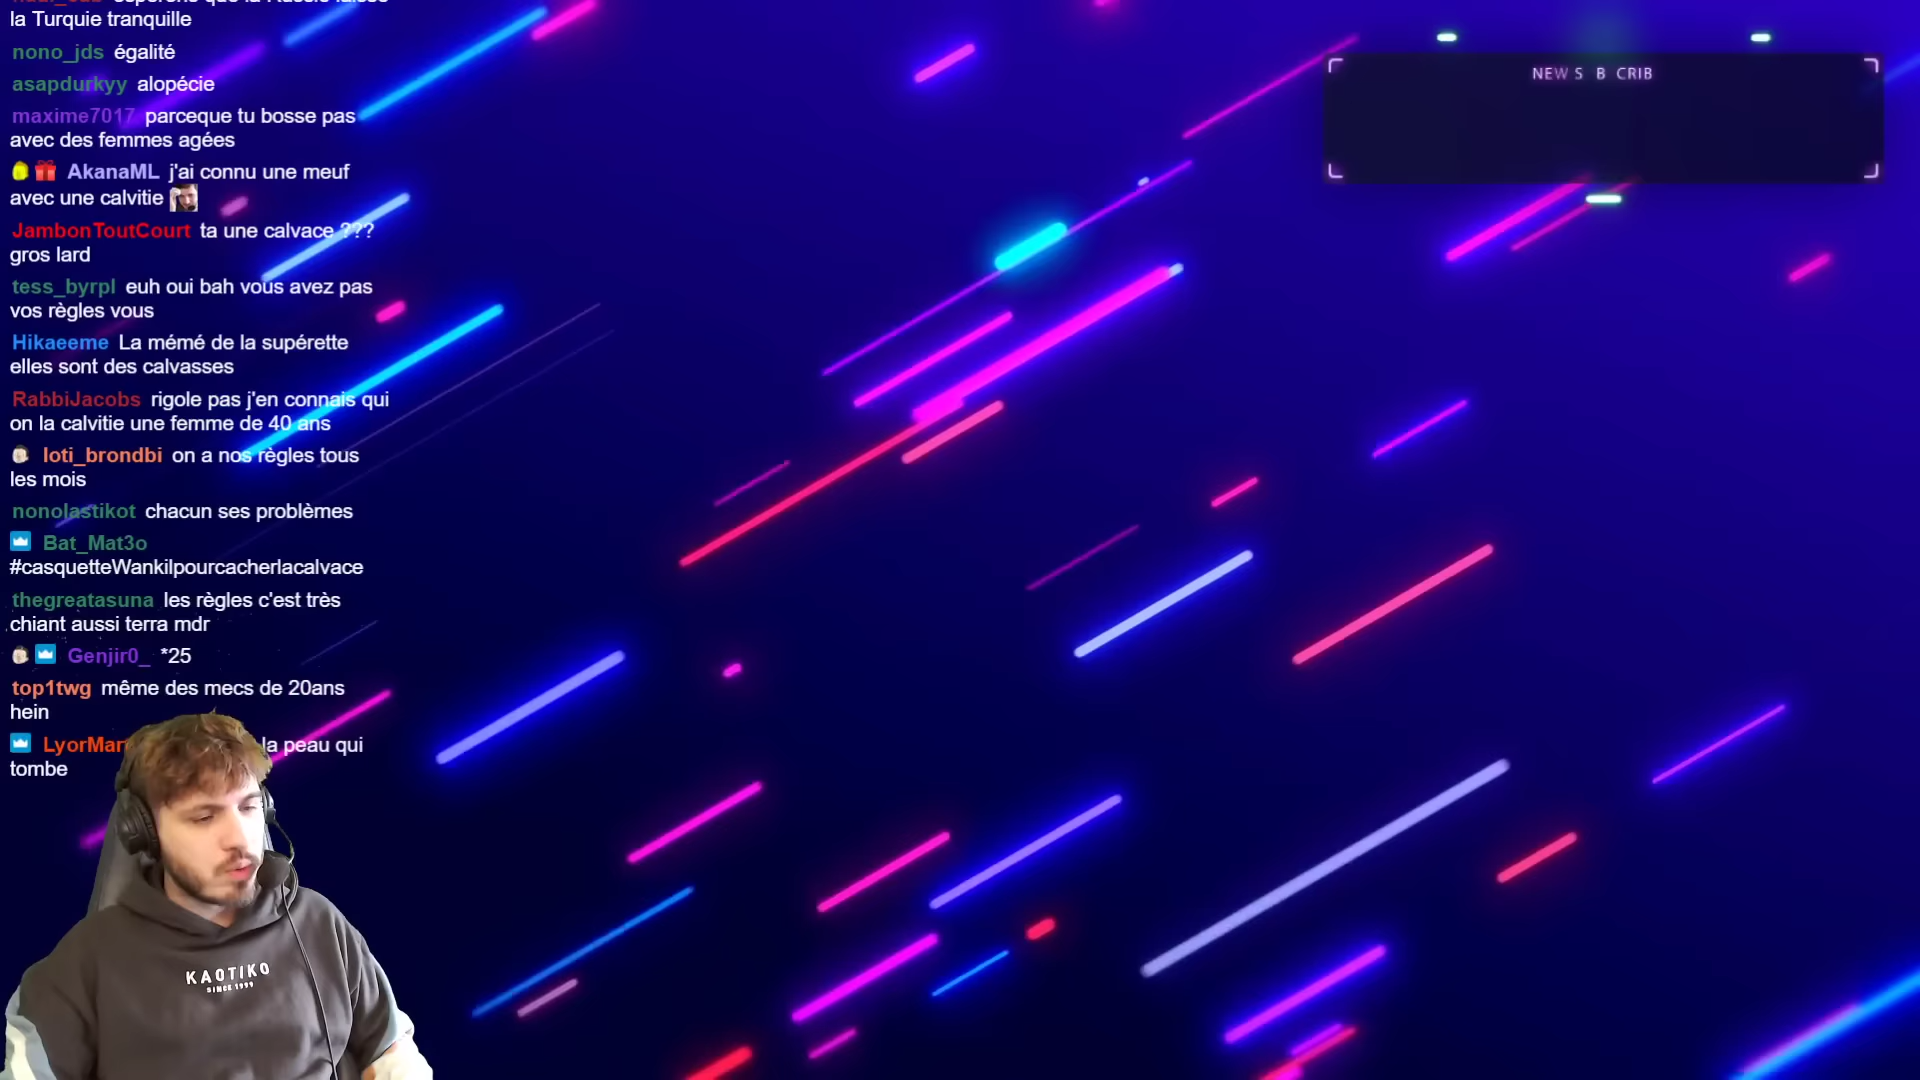 la Turquie tranquille
nono_jds égalité
asapdurkyy alopécie
maxime7017 parceque tu bosse pas
avec des femmes agées
AkanaML j'ai connu une meuf
avec une calvitie
JambonToutCourt ta une calvace ???
gros lard
tess_byrpl euh oui bah vous avez pas
vos règles vous
Hikaeeme La mémé de la supérette
elles sont des calvasses
RabbiJacobs rigole pas j'en connais qui
on la calvitie une femme de 40 ans
loti_brondbi on a nos règles tous
les mois
nonolastikot chacun ses problèmes
Bat_Mat3o
#casquetteWankilpourcacherlacalvace
thegreatasuna les règles c'est très
chiant aussi terra mdr
Genjir0_ *25
top1twg même des mecs de 20ans
hein
la peau qui
tombe
KAOTIKO
SINCE 1999
NEW S B CRIB